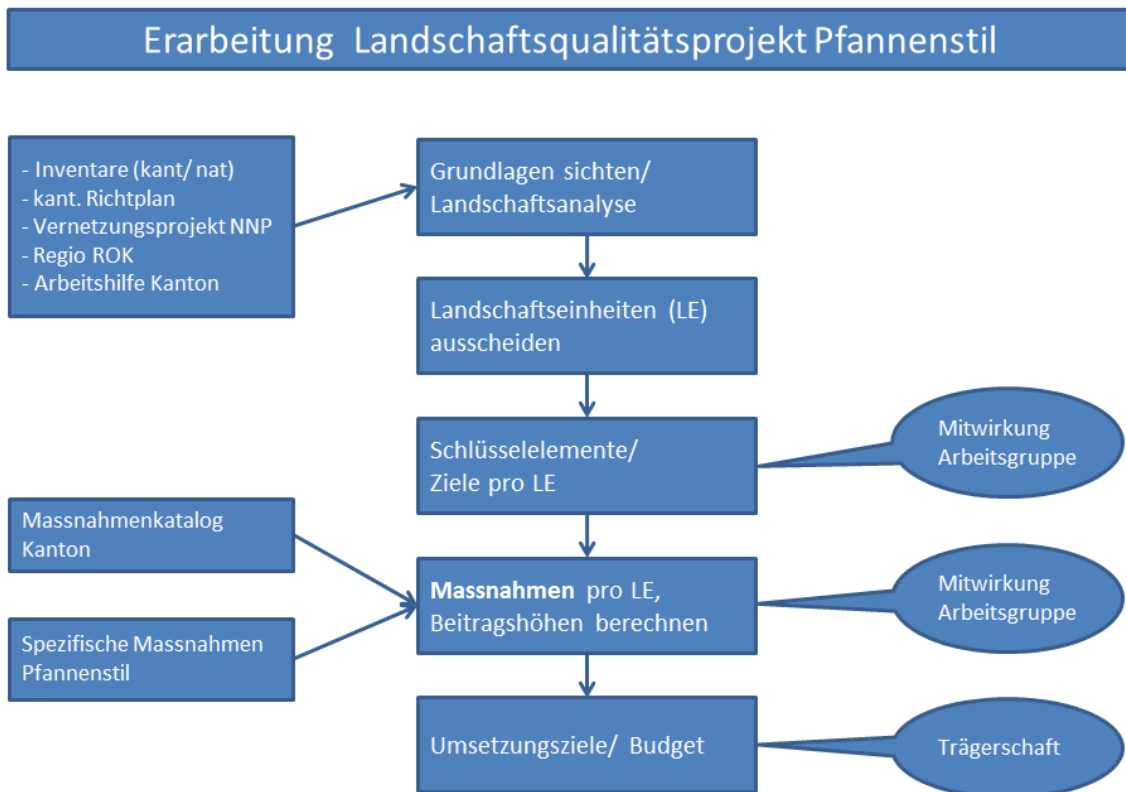 Erarbeitung Landschaftsqualitätsprojekt Pfannenstil
- Inventare (kant/ nat)
- kant. Richtplan
- Vernetzungsprojekt NNP
- Regio ROK
- Arbeitshilfe Kanton
Grundlagen sichten/
Landschaftsanalyse
Landschaftseinheiten (LE)
ausscheiden
Schlüsselelemente/
Ziele pro LE
Mitwirkung
Arbeitsgruppe
Massnahmenkatalog
Kanton
Spezifische Massnahmen
Pfannenstil
Massnahmen pro LE,
Beitragshöhen berechnen
Mitwirkung
Arbeitsgruppe
Umsetzungsziele/ Budget
Trägerschaft